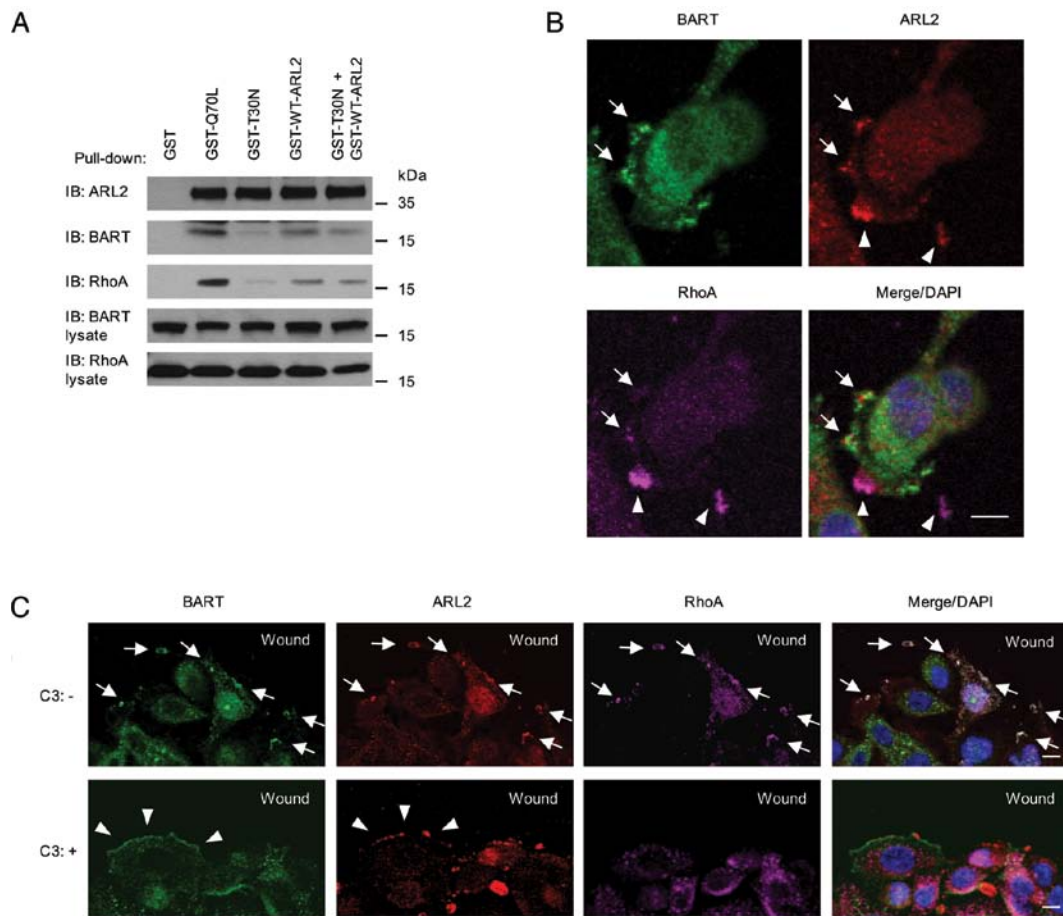 A
Pull-down:
GST
GST-Q70L
GST-T30N
GST-WT-ARL2
GST-T30N +
GST-WT-ARL2
kDa
IB: ARL2
35
IB: BART
15
IB: RhoA
15
IB: BART
lysate
15
IB: RhoA
lysate
15
B
BART
ARL2
RhoA
Merge/DAPI
C
BART
ARL2
RhoA
Merge/DAPI
C3: -
Wound
Wound
Wound
Wound
C3: +
Wound
Wound
Wound
Wound